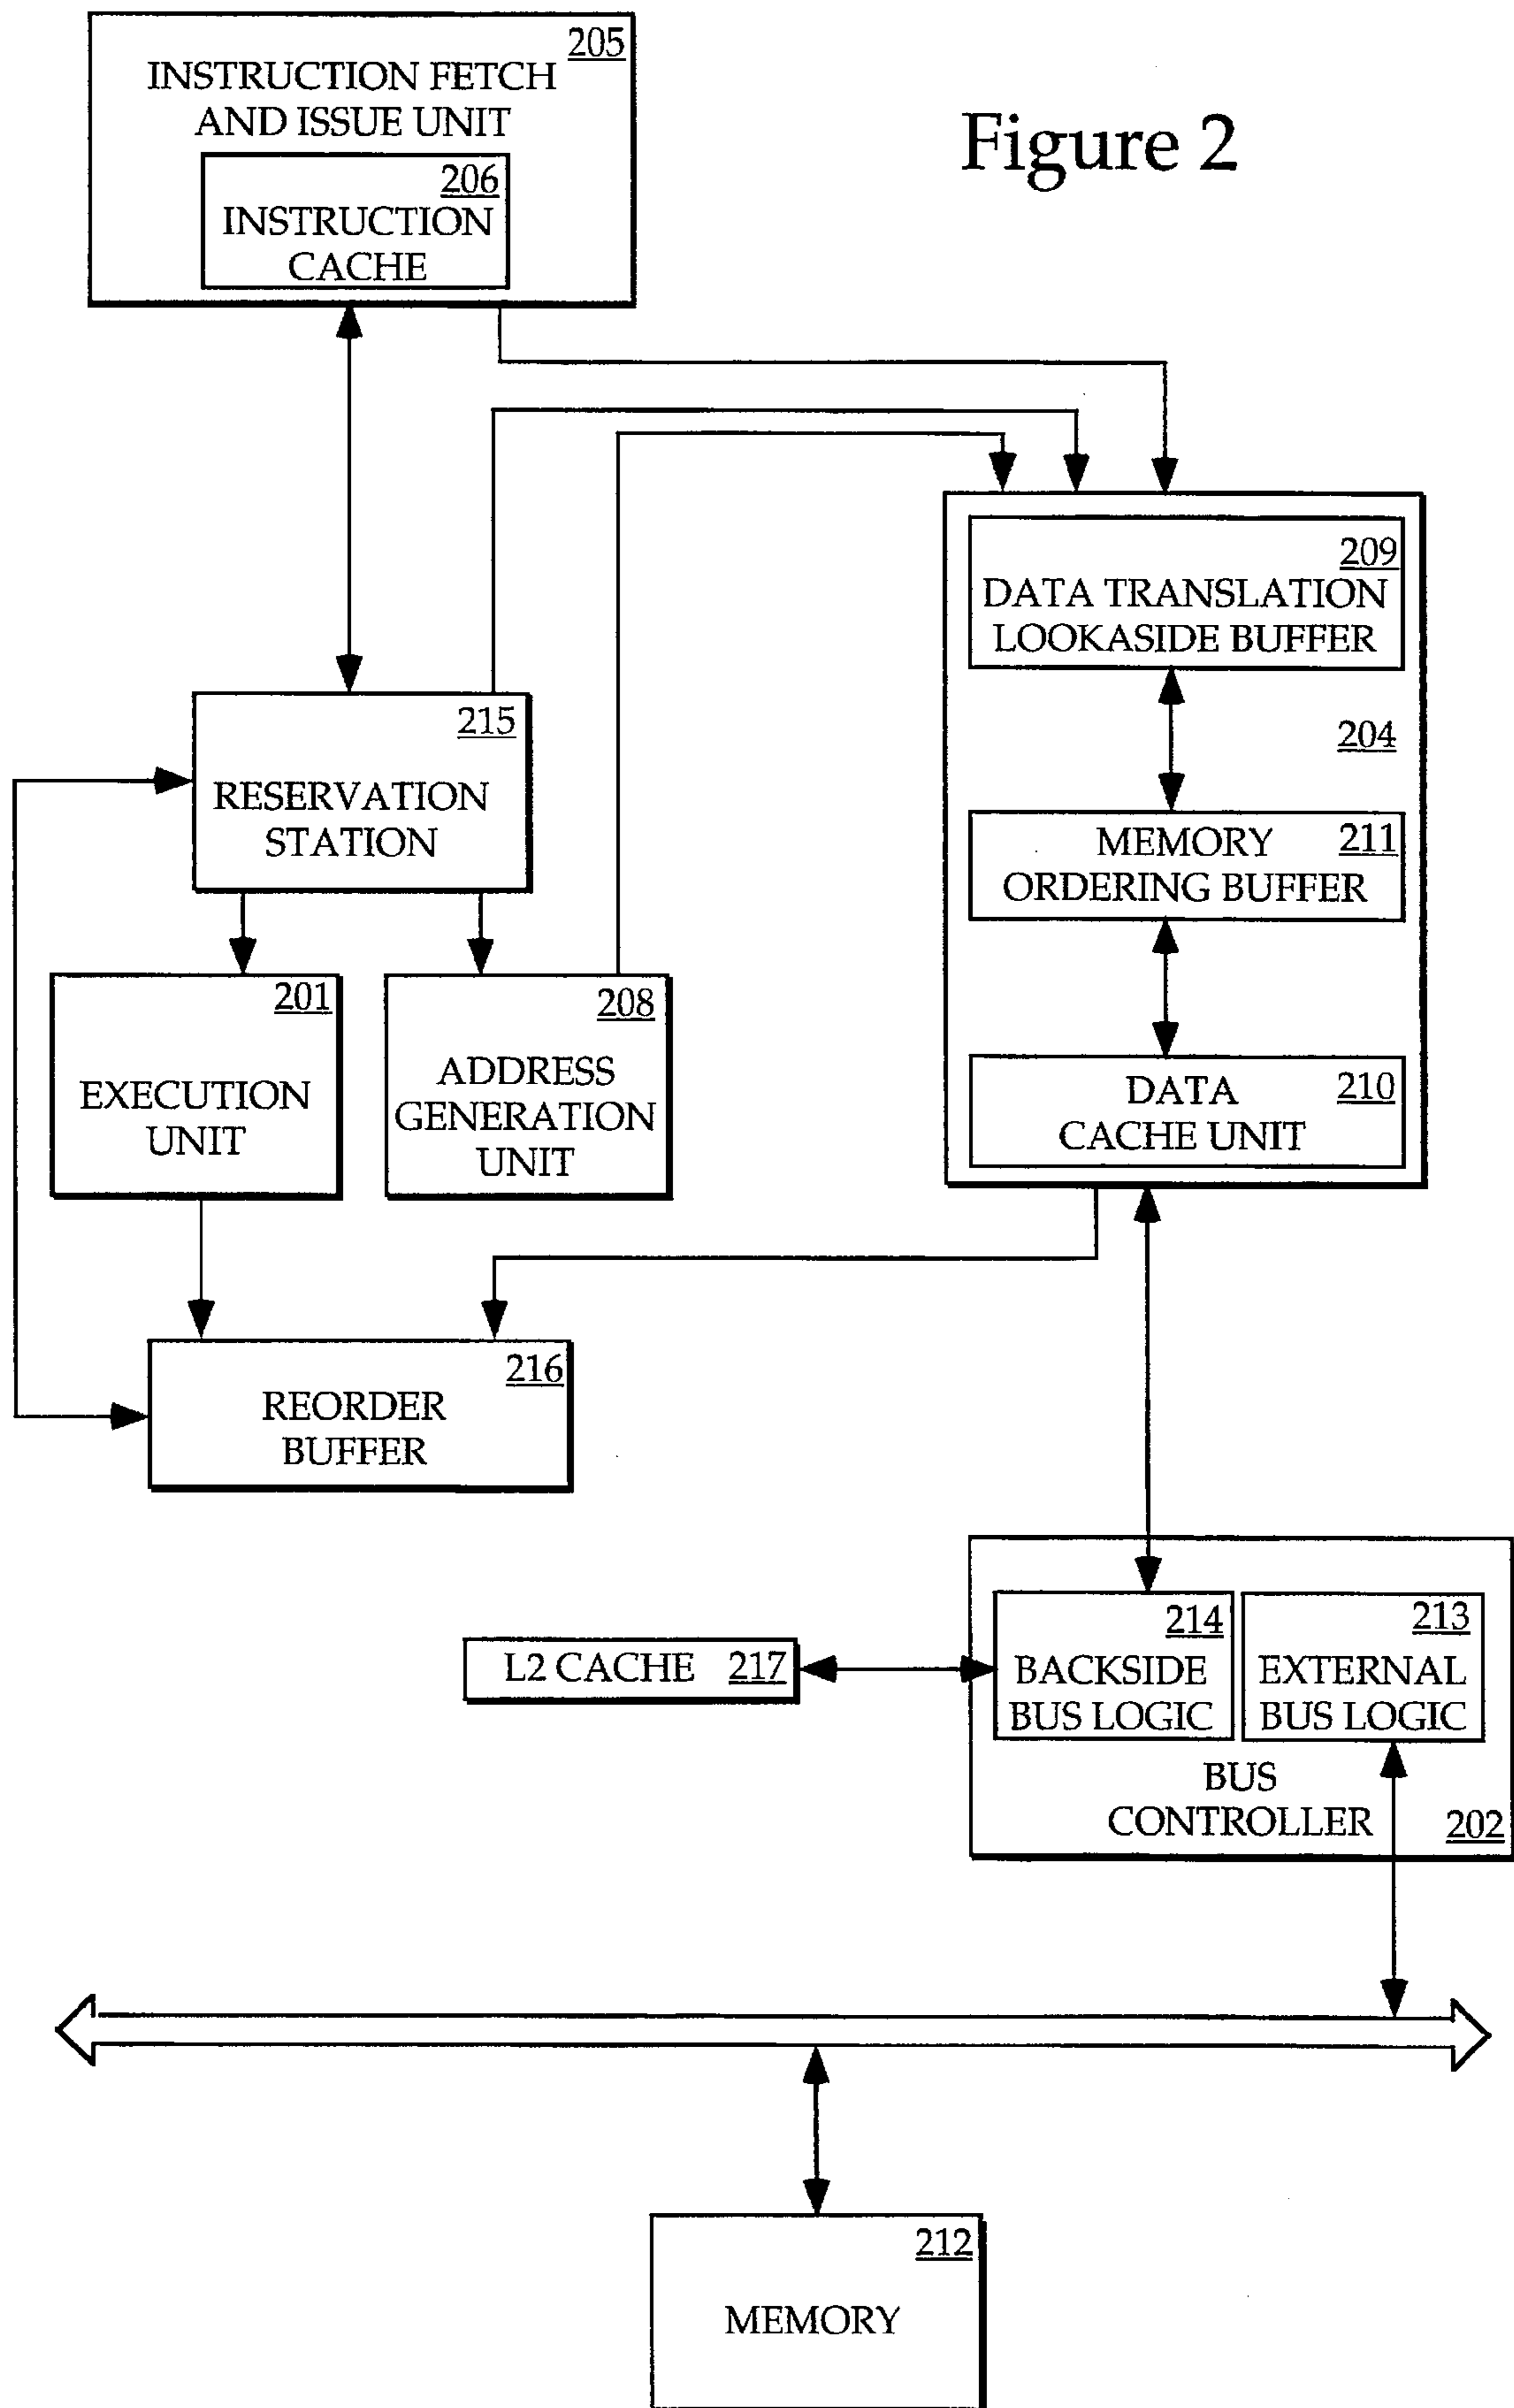 205
INSTRUCTION FETCH
AND ISSUE UNIT
206
INSTRUCTION
CACHE
Figure 2
209
DATA TRANSLATION
LOOKASIDE BUFFER
204
215
RESERVATION
STATION
MEMORY 211
ORDERING BUFFER
201
EXECUTION
UNIT
208
ADDRESS
GENERATION
UNIT
DATA 210
CACHE UNIT
216
REORDER
BUFFER
L2 CACHE 217
214
BACKSIDE
BUS LOGIC
213
EXTERNAL
BUS LOGIC
BUS
CONTROLLER 202
212
MEMORY